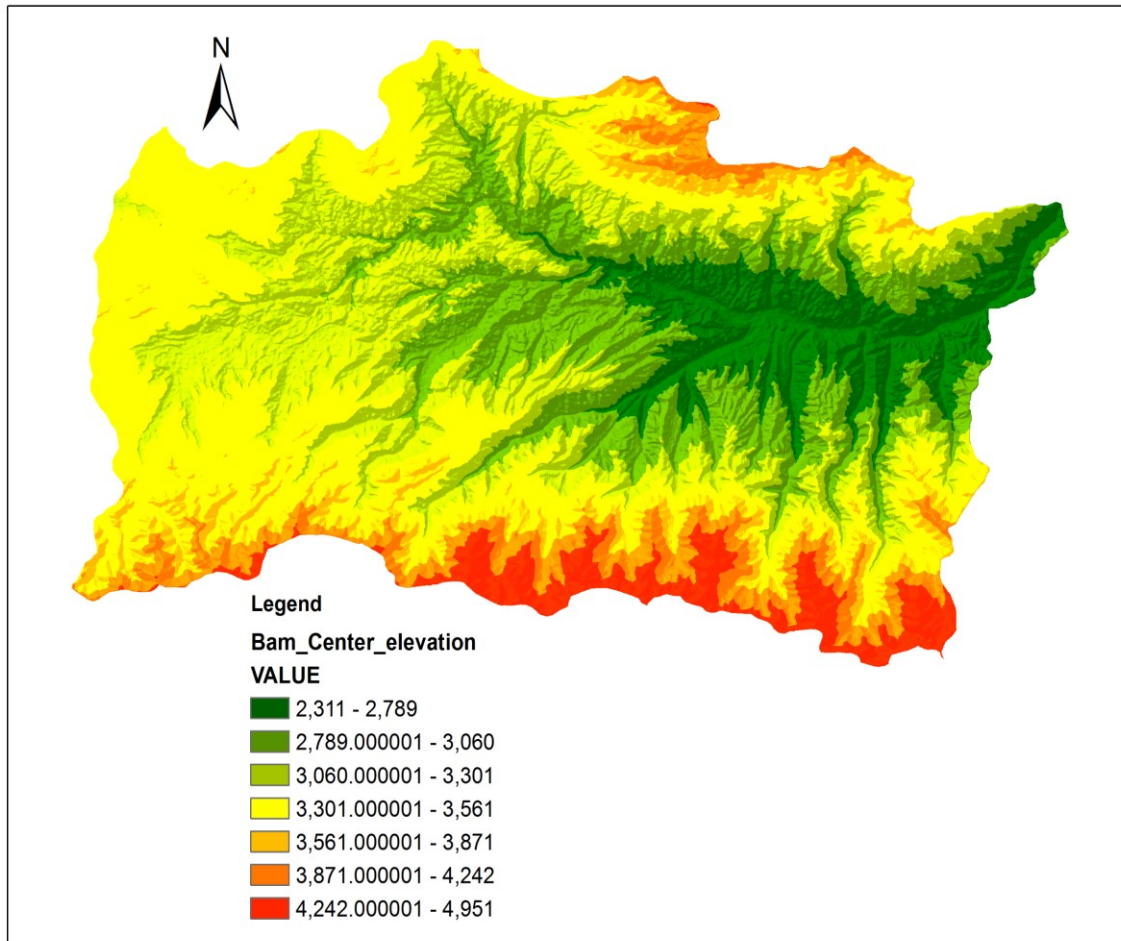 N
Legend
Bam_Center_elevation
VALUE
2,311 - 2,789
2,789.000001 - 3,060
3,060.000001 - 3,301
3,301.000001 - 3,561
3,561.000001 - 3,871
3,871.000001 - 4,242
4,242.000001 - 4,951